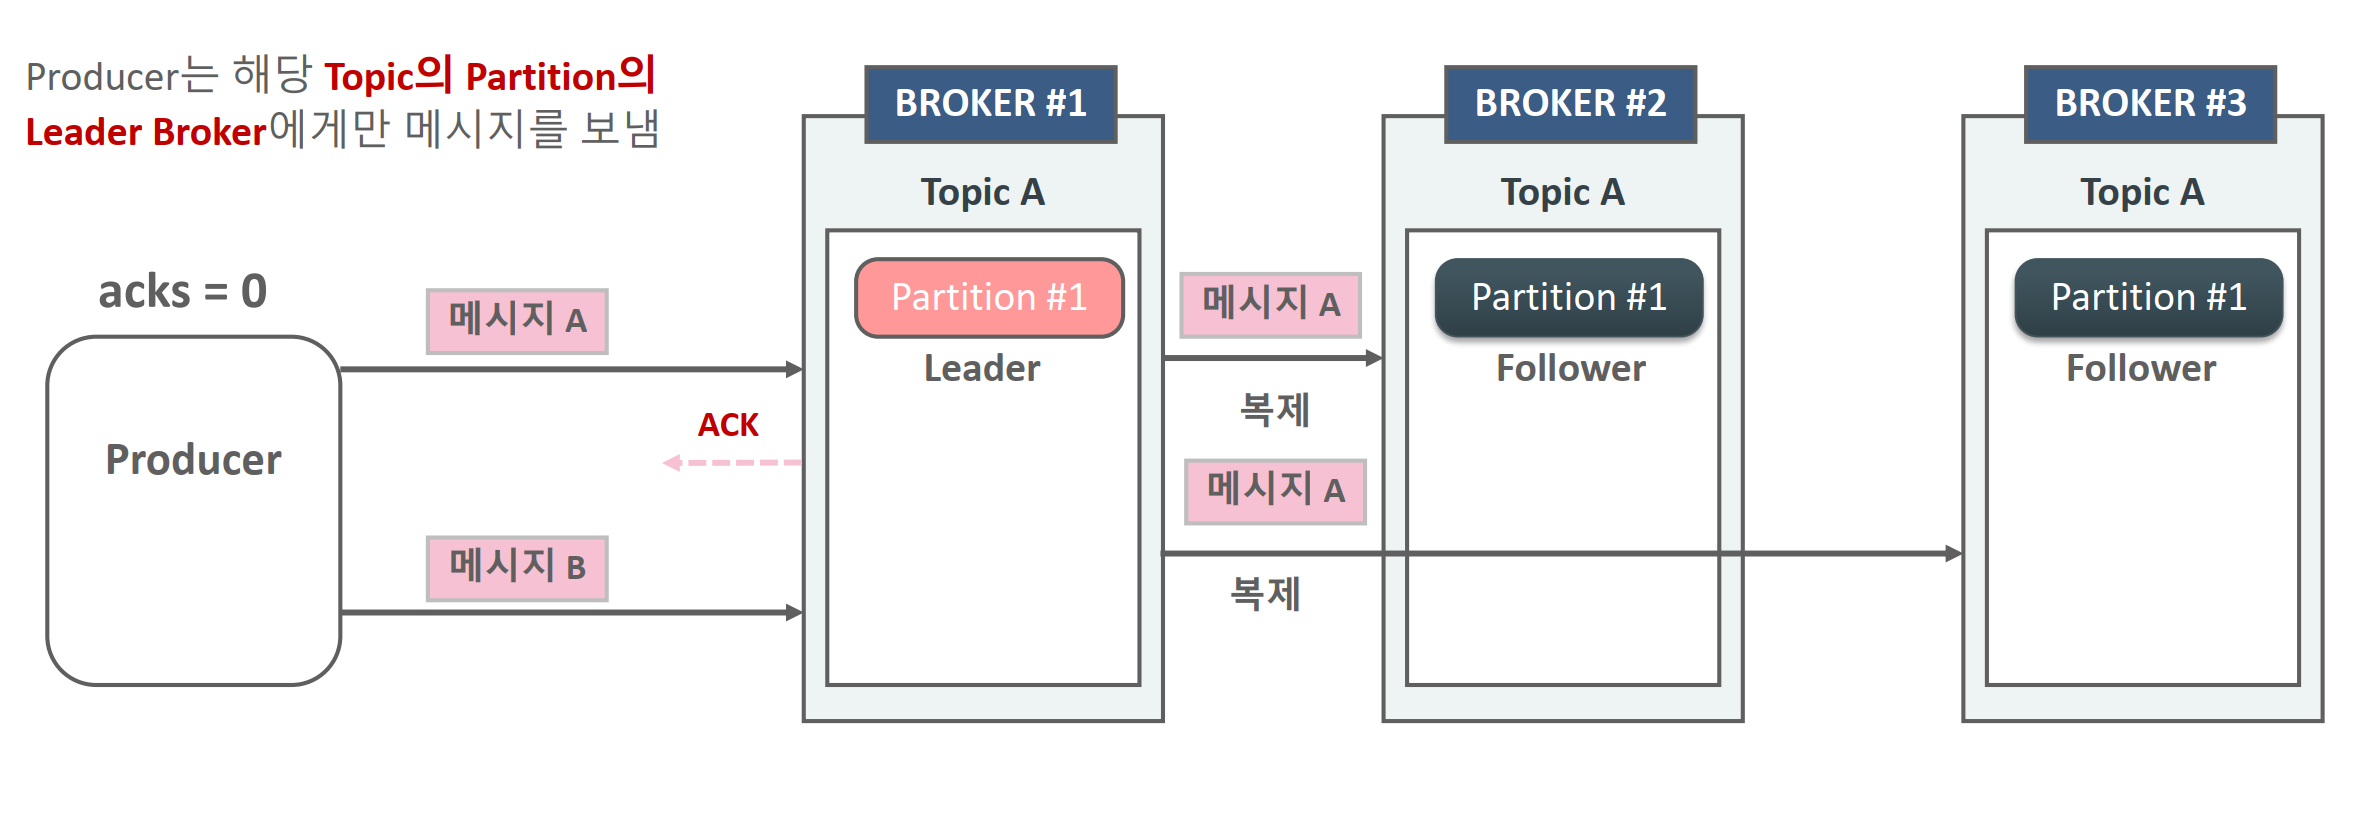 Producer는 해당 Topic의 Partition의
Leader Broker에게만 메시지를 보냄
acks = 0
Producer
메시지 A
ACK
메시지 B
BROKER #1
Topic A
Partition #1
Leader
메시지 A
복제
메시지 A
복제
BROKER #2
Topic A
Partition #1
Follower
BROKER #3
Topic A
Partition #1
Follower